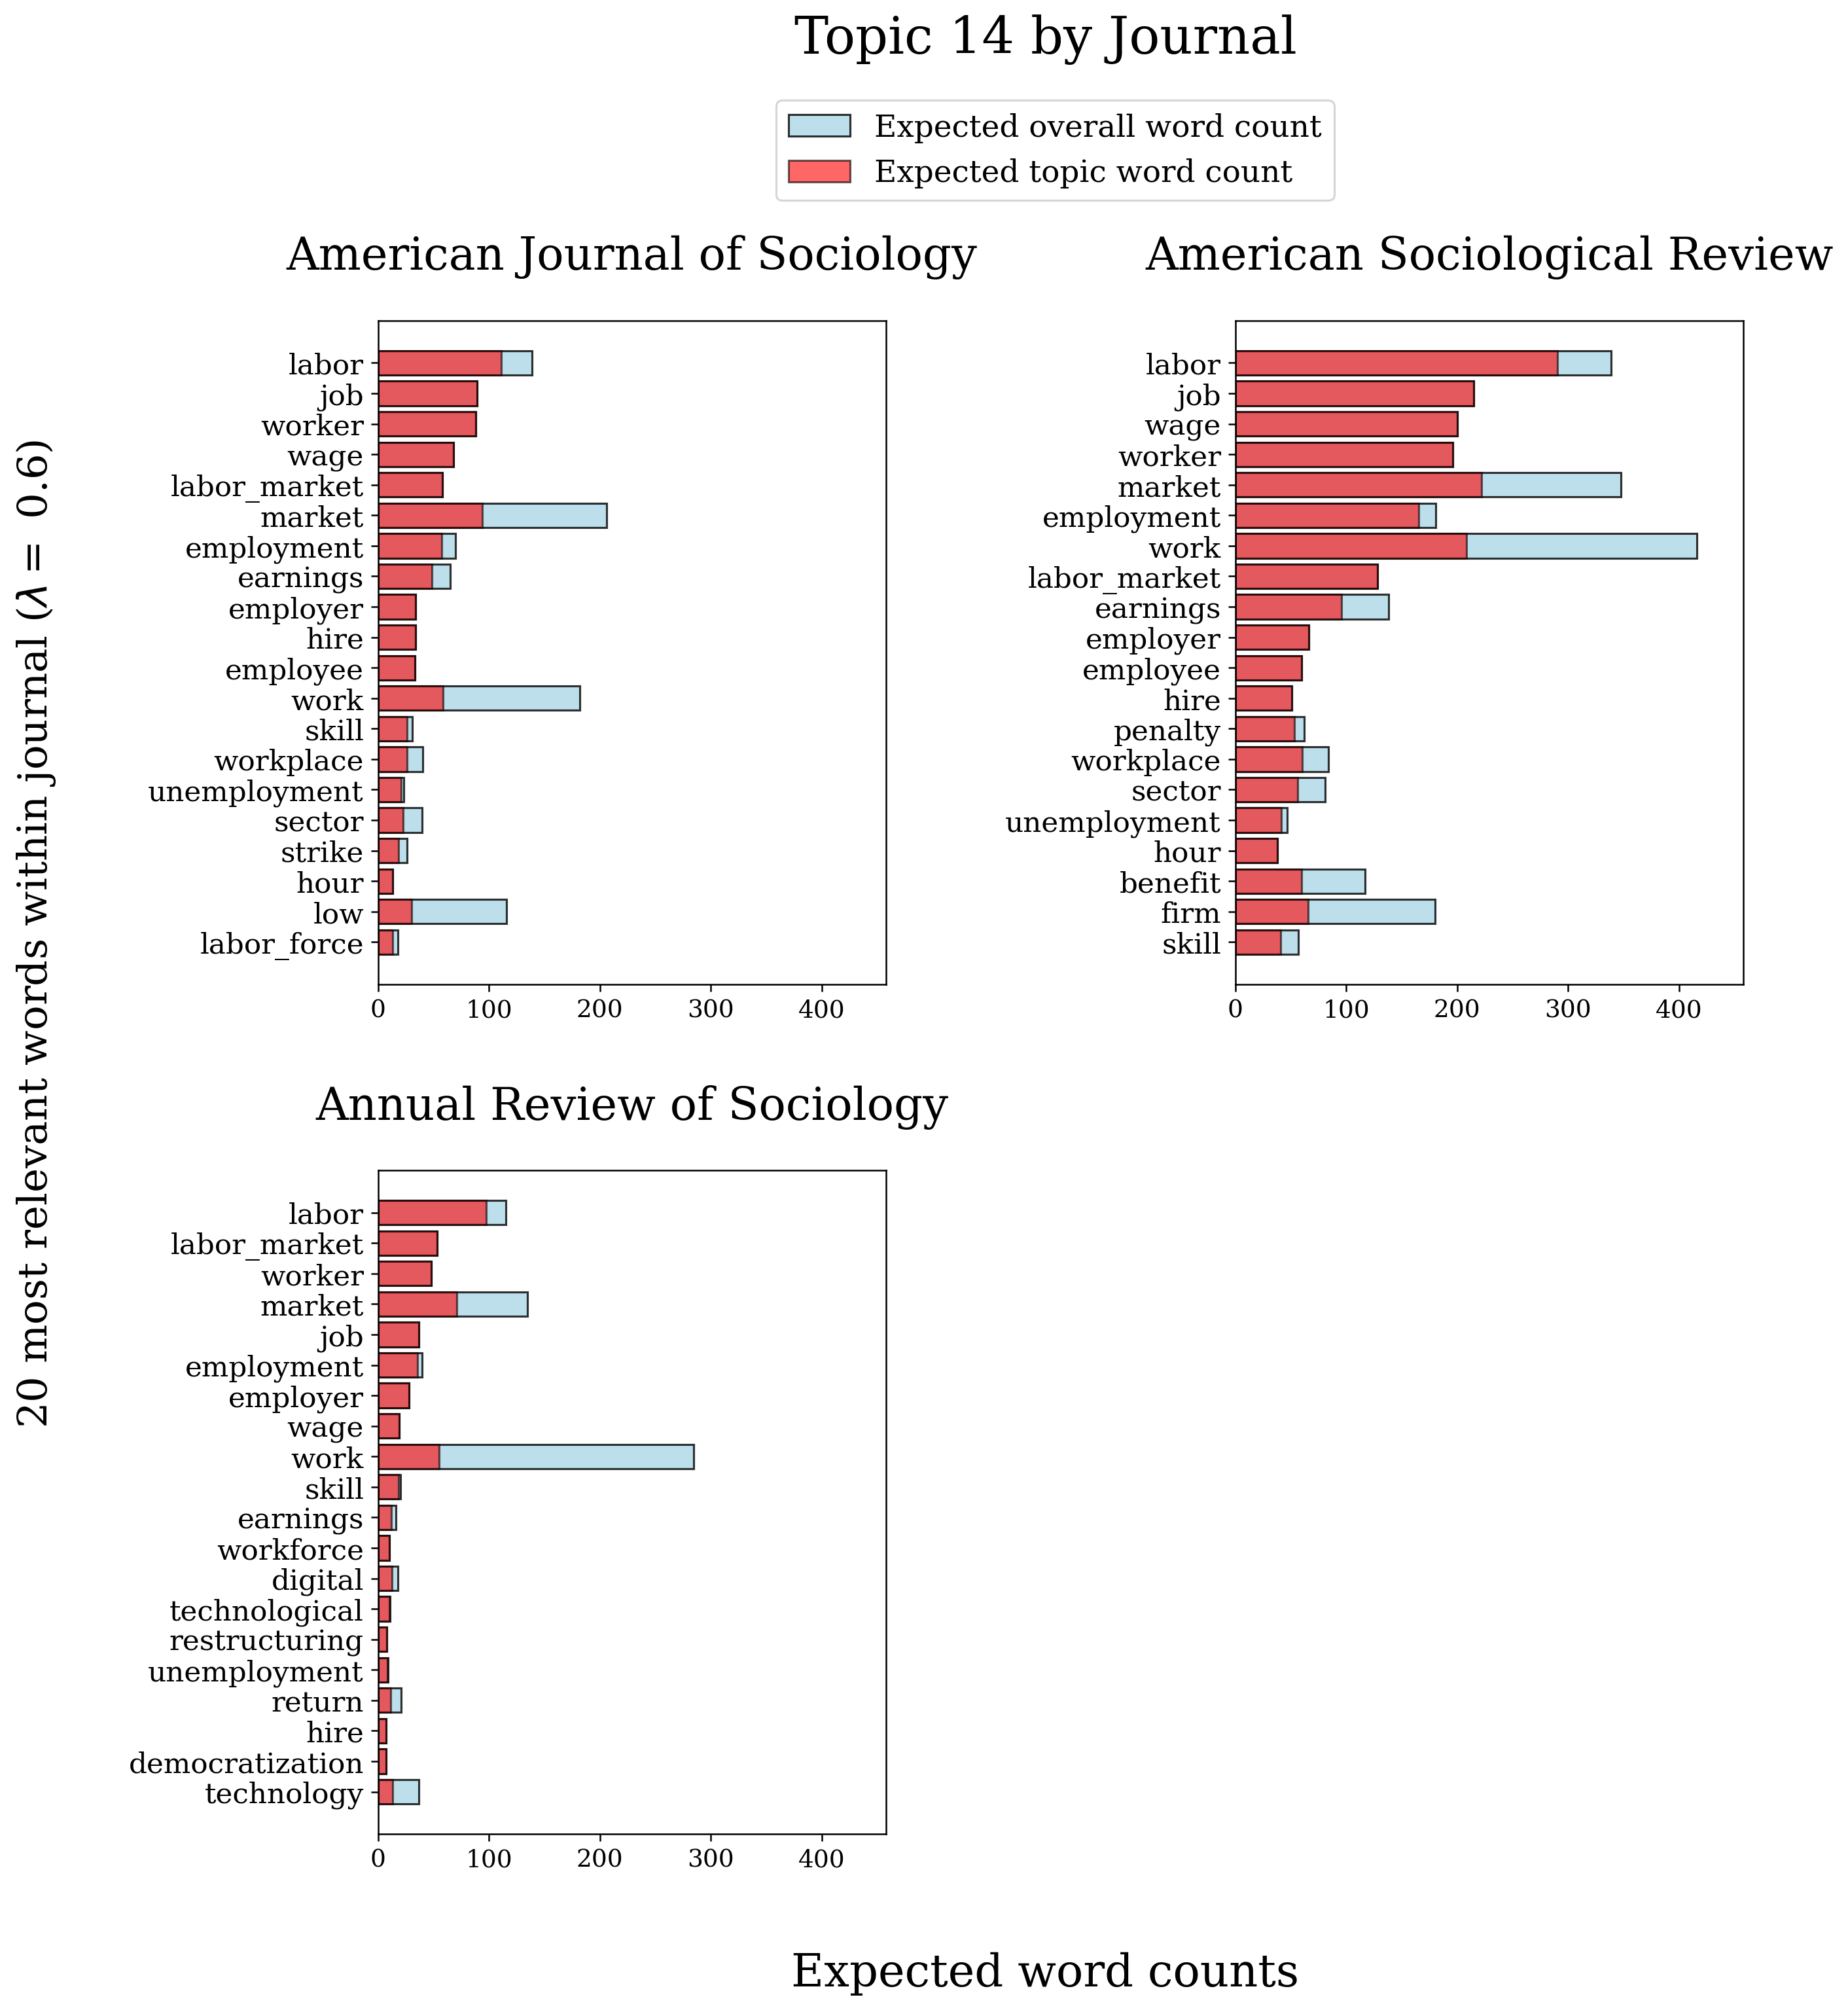 Topic 14 by Journal
Expected overall word count
Expected topic word count
20 most relevant words within journal (λ = 0.6)
American Journal of Sociology
labor
job
worker
wage
labor_market
market
employment
earnings
employer
hire
employee
work
skill
workplace
unemployment
sector
strike
hour
low
labor_force
0 100 200 300 400
American Sociological Review
labor
job
wage
worker
market
employment
work
labor_market
earnings
employer
employee
hire
penalty
workplace
sector
unemployment
hour
benefit
firm
skill
0 100 200 300 400
Annual Review of Sociology
labor
labor_market
worker
market
job
employment
employer
wage
work
skill
earnings
workforce
digital
technological
restructuring
unemployment
return
hire
democratization
technology
0 100 200 300 400
Expected word counts